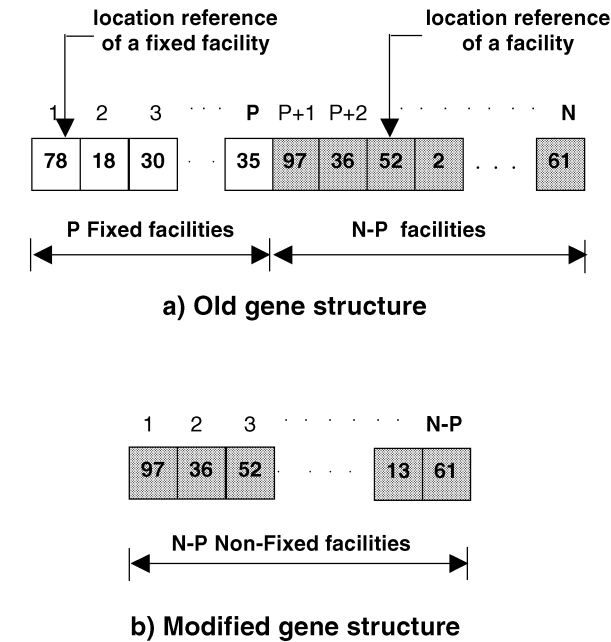 location reference location reference
of a fixed facility of a facility
1 2 3 . . . P P+1 P+2 . . . . . . . N
78 18 30 . . 35 97 36 52 2 . . . 61
P Fixed facilities N-P facilities
a) Old gene structure
1 2 3 . . . . . . N-P
97 36 52 . . . . 13 61
N-P Non-Fixed facilities
b) Modified gene structure